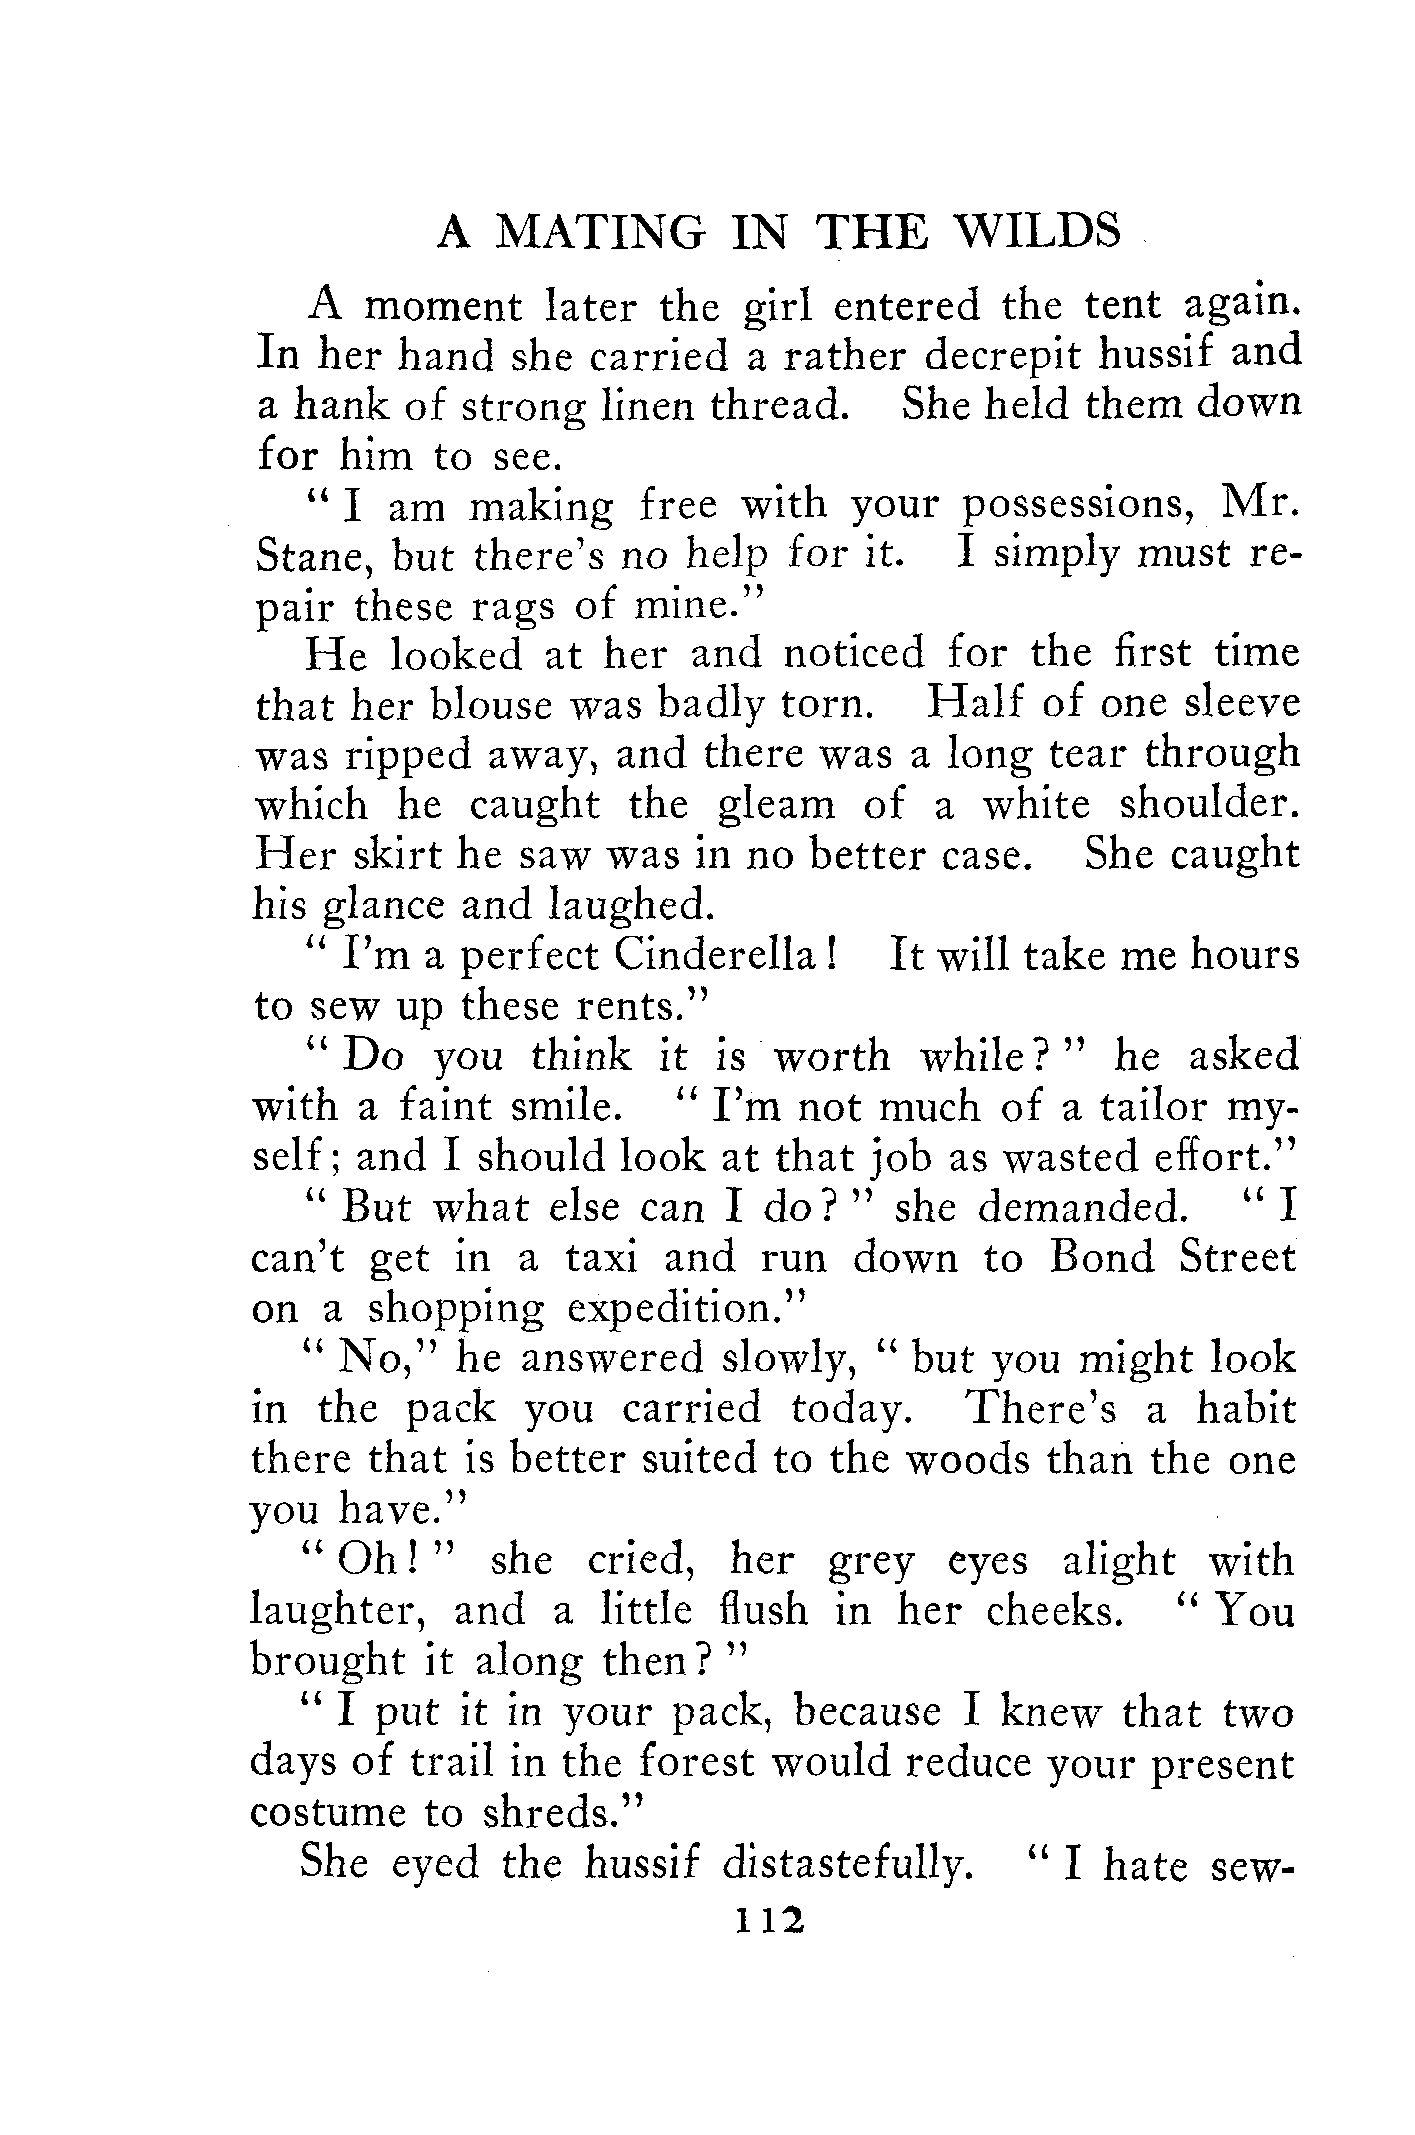 A MATING IN THE WILDS
A moment later the girl entered the tent again.
In her hand she carried a rather decrepit hussif and
a hank of strong linen thread. She held them down
for him to see.
“ I am making free with your possessions, Mr.
Stane, but there’s no help for it. I simply must re-
pair these rags of mine.”
He looked at her and noticed for the first time
that her blouse was badly torn. Half of one sleeve
was ripped away, and there was a long tear through
which he caught the gleam of a white shoulder.
Her skirt he saw was in no better case. She caught
his glance and laughed.
“ I’m a perfect Cinderella ! It will take me hours
to sew up these rents.”
“ Do you think it is worth while ? ” he asked
with a faint smile. “ I’m not much of a tailor my-
self ; and I should look at that job as wasted effort.”
“ But what else can I do ? ” she demanded. “ I
can’t get in a taxi and run down to Bond Street
on a shopping expedition.”
“ No,” he answered slowly, “ but you might look
in the pack you carried today. There’s a habit
there that is better suited to the woods than the one
you have.”
“ Oh ! ” she cried, her grey eyes alight with
laughter, and a little flush in her cheeks. “ You
brought it along then ? ”
“ I put it in your pack, because I knew that two
days of trail in the forest would reduce your present
costume to shreds.”
She eyed the hussif distastefully. “ I hate sew-
112